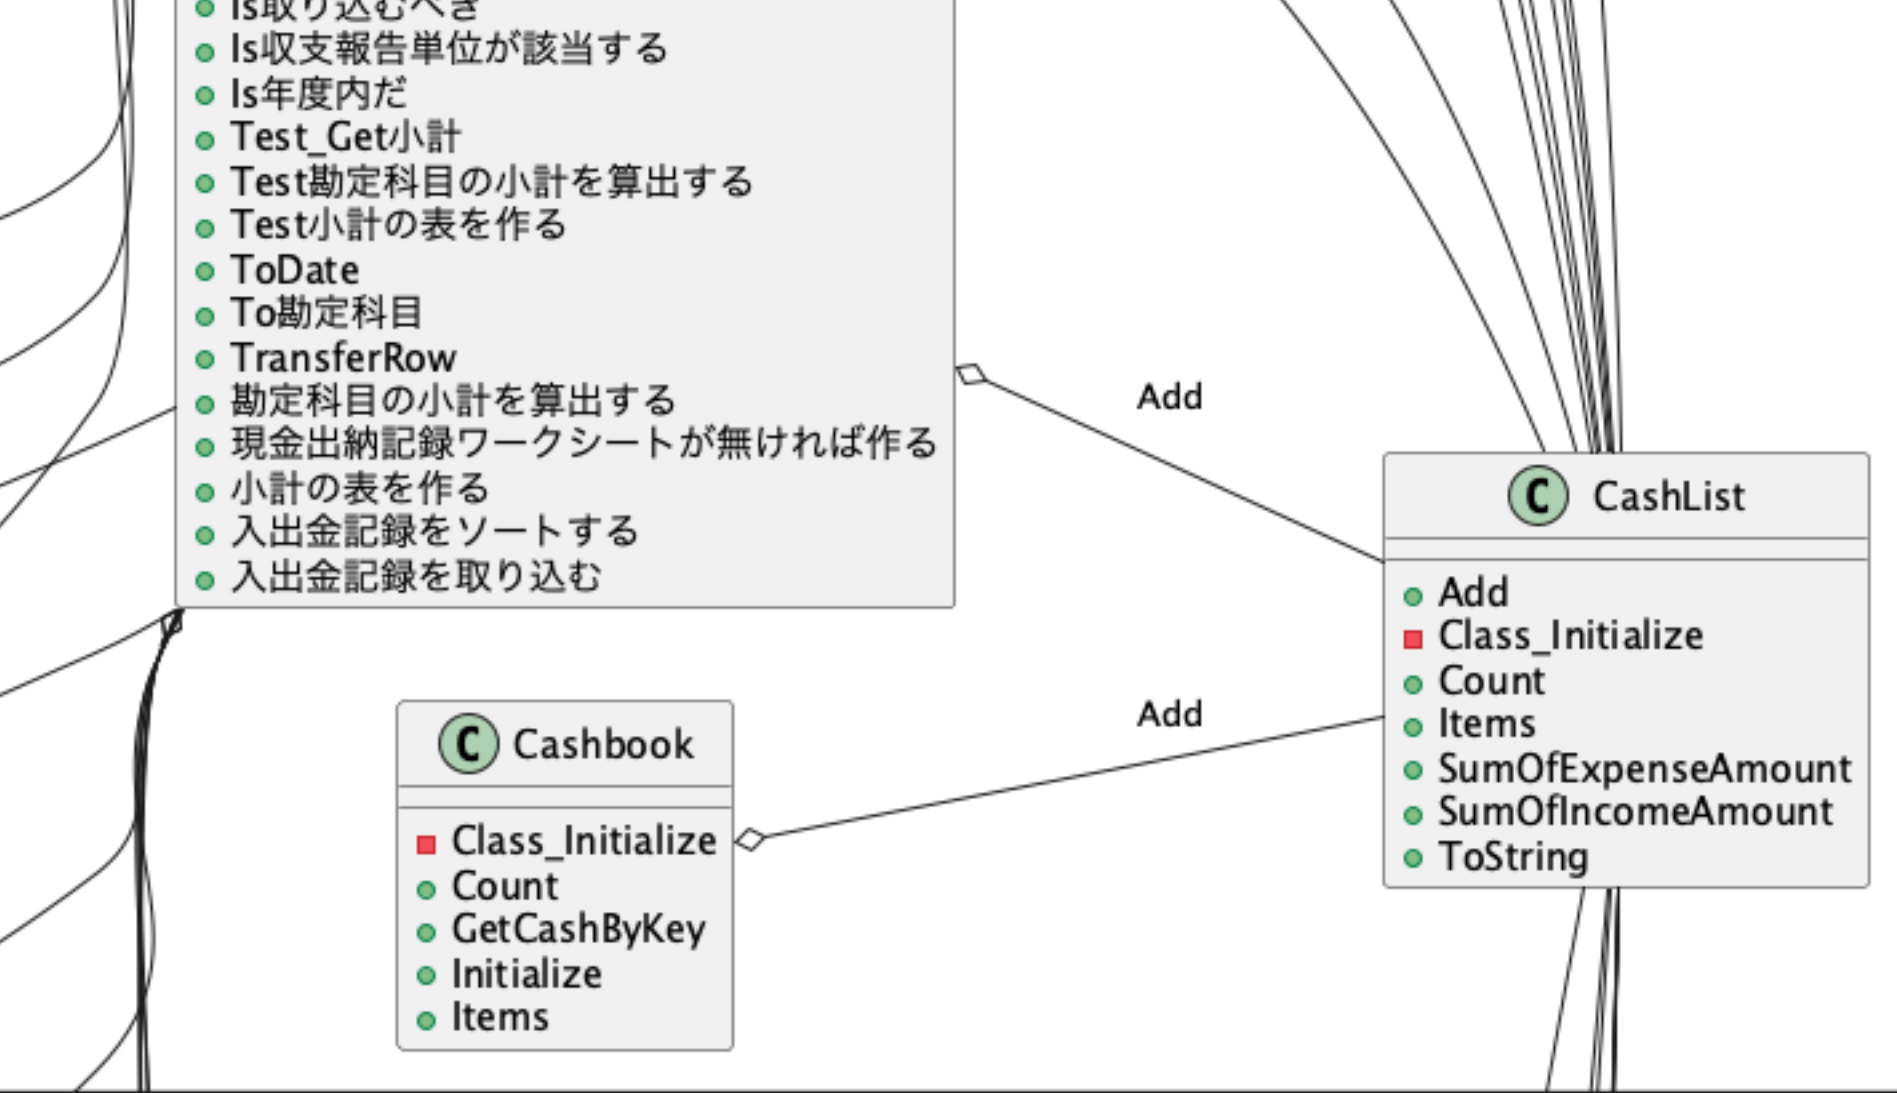 Is取り込むべき
Is収支報告単位が該当する
Is年度内だ
Test_Get小計
Test勘定科目の小計を算出する
Test小計の表を作る
ToDate
To勘定科目
TransferRow
勘定科目の小計を算出する
現金出納記録ワークシートが無ければ作る
小計の表を作る
入出金記録をソートする
入出金記録を取り込む
Add
C CashList
Add
Class_Initialize
Count
Items
SumOfExpenseAmount
SumOfIncomeAmount
ToString
Add
C Cashbook
Class_Initialize
Count
GetCashByKey
Initialize
Items